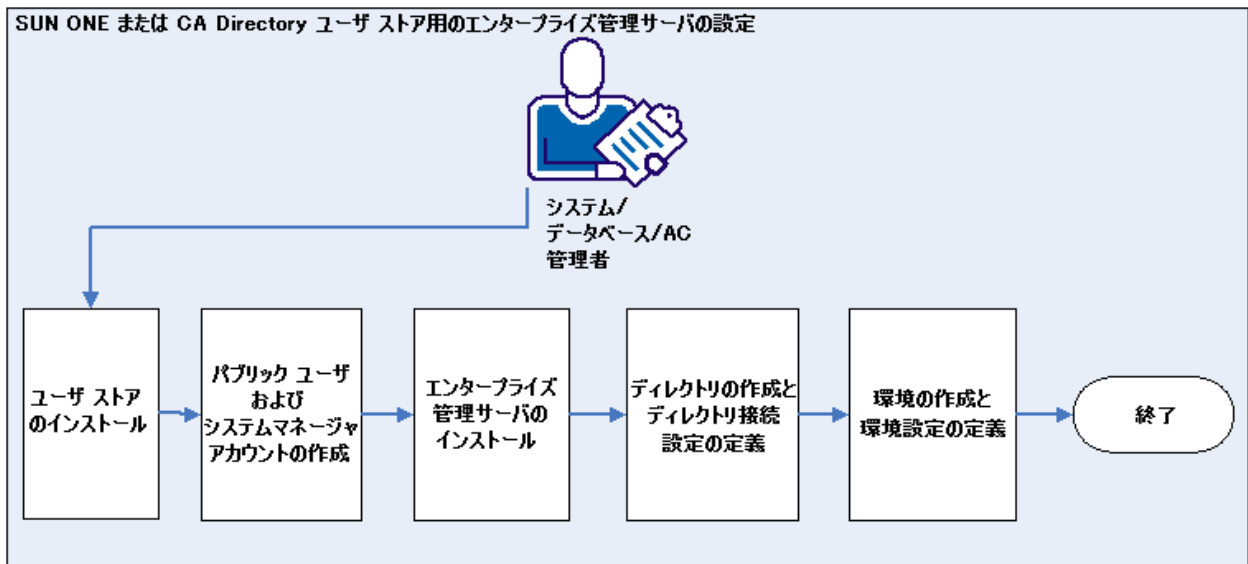 SUN ONE または CA Directory ユーザ ストア用のエンタープライズ管理サーバの設定
システム/
データベース/AC
管理者
ユーザ ストア
のインストール
パブリック ユーザ
および
システムマネージャ
アカウントの作成
エンタープライズ
管理サーバの
インストール
ディレクトリの作成と
ディレクトリ接続
設定の定義
環境の作成と
環境設定の定義
終了